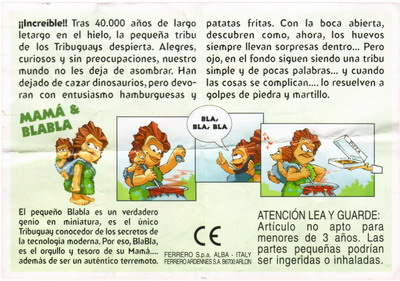 ¡¡Increíble!! Tras 40.000 años de largo
letargo en el hielo, la pequeña tribu
de los Tribuguays despierta. Alegres,
curiosos y sin preocupaciones, nuestro
mundo no les deja de asombrar. Han
dejado de cazar dinosaurios, pero devo-
ran con entusiasmo hamburguesas y
patatas fritas. Con la boca abierta,
descubren como, ahora, los huevos
siempre llevan sorpresas dentro... Pero
ojo, en el fondo siguen siendo una tribu
simple y de pocas palabras... y cuando
las cosas se complican.... lo resuelven a
golpes de piedra y martillo.
MAMÁ &
BLABLA
BLA,
BLA, BLA
El pequeño Blabla es un verdadero
genio en miniatura, es el único
Tribuguay conocedor de los secretos de
la tecnología moderna. Por eso, BlaBla,
es el orgullo y tesoro de su Mamá....
además de ser un auténtico terremoto.
CE
FERRERO S.p.a. ALBA - ITALY
FERRERO ARDENNES S.A. B6700 ARLON
ATENCIÓN LEA Y GUARDE:
Artículo no apto para
menores de 3 años. Las
partes pequeñas podrían
ser ingeridas o inhaladas.